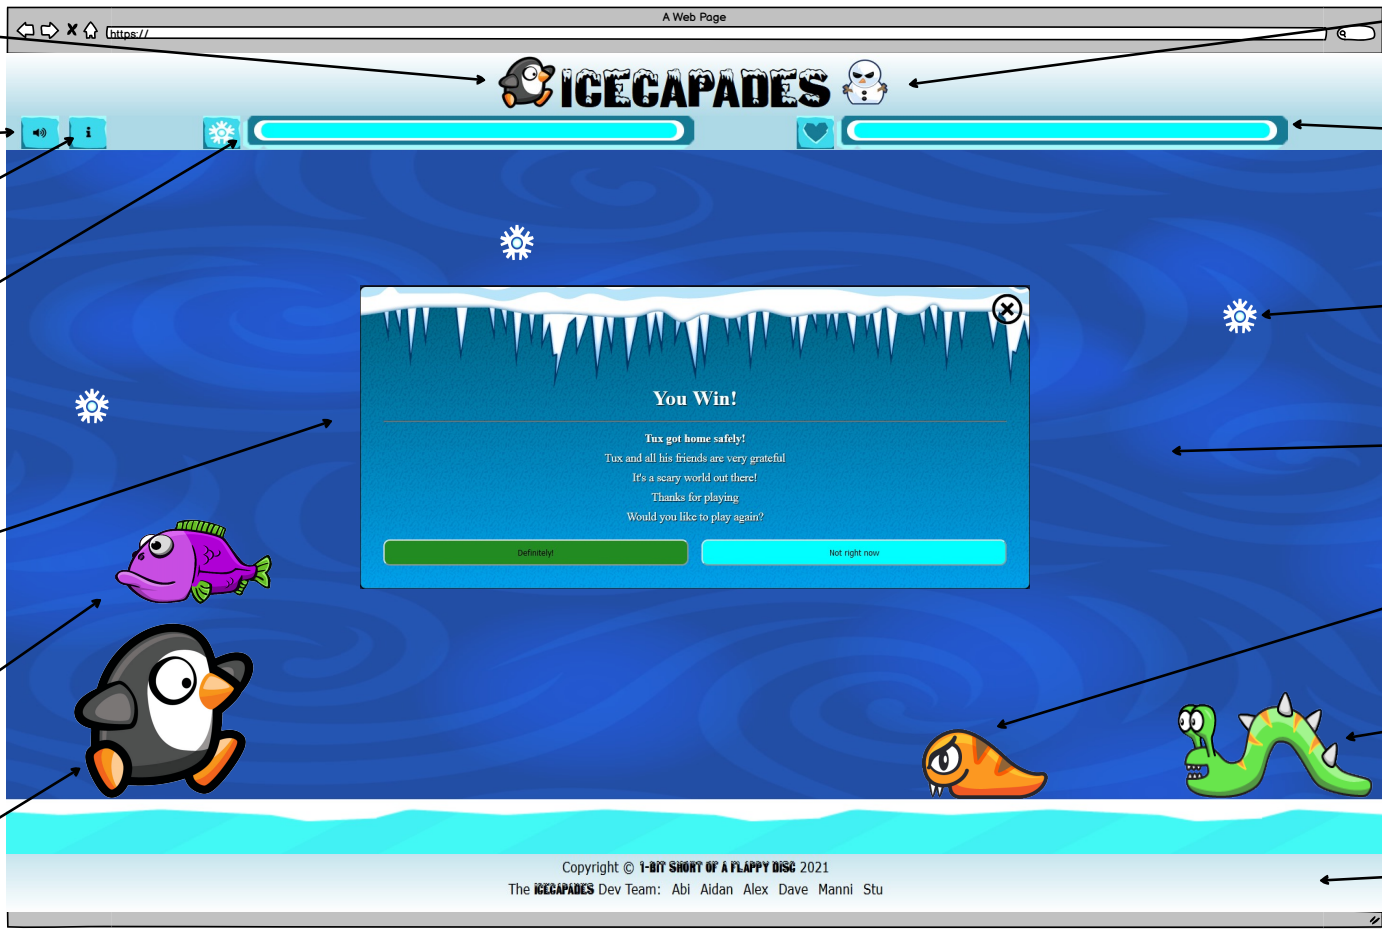 A Web Page
https://
ICECAPADES
i
You Win!
Tux got home safely!
Tux and all his friends are very grateful
It's a scary world out there!
Thanks for playing
Would you like to play again?
Definitely!
Not right now
Copyright © 1-BIT SHORT OF A FLAPPY DISC 2021
The ICECAPADES Dev Team: Abi Aidan Alex Dave Manni Stu